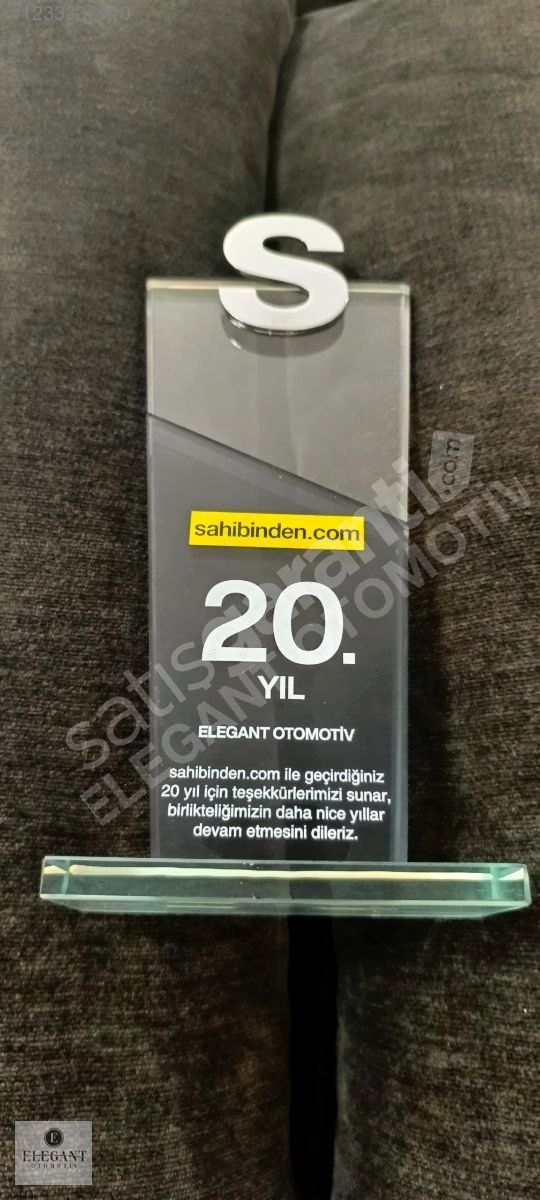 S
sahibinden.com
20.
YIL
ELEGANT OTOMOTİV
sahibinden.com ile geçirdiğiniz
20 yıl için teşekkürlerimizi sunar,
birlikteliğimizin daha nice yıllar
devam etmesini dileriz.
satışgaranti.com
ELEGANT OTOMOTİV
E
ELEGANT
OTOMOTİV